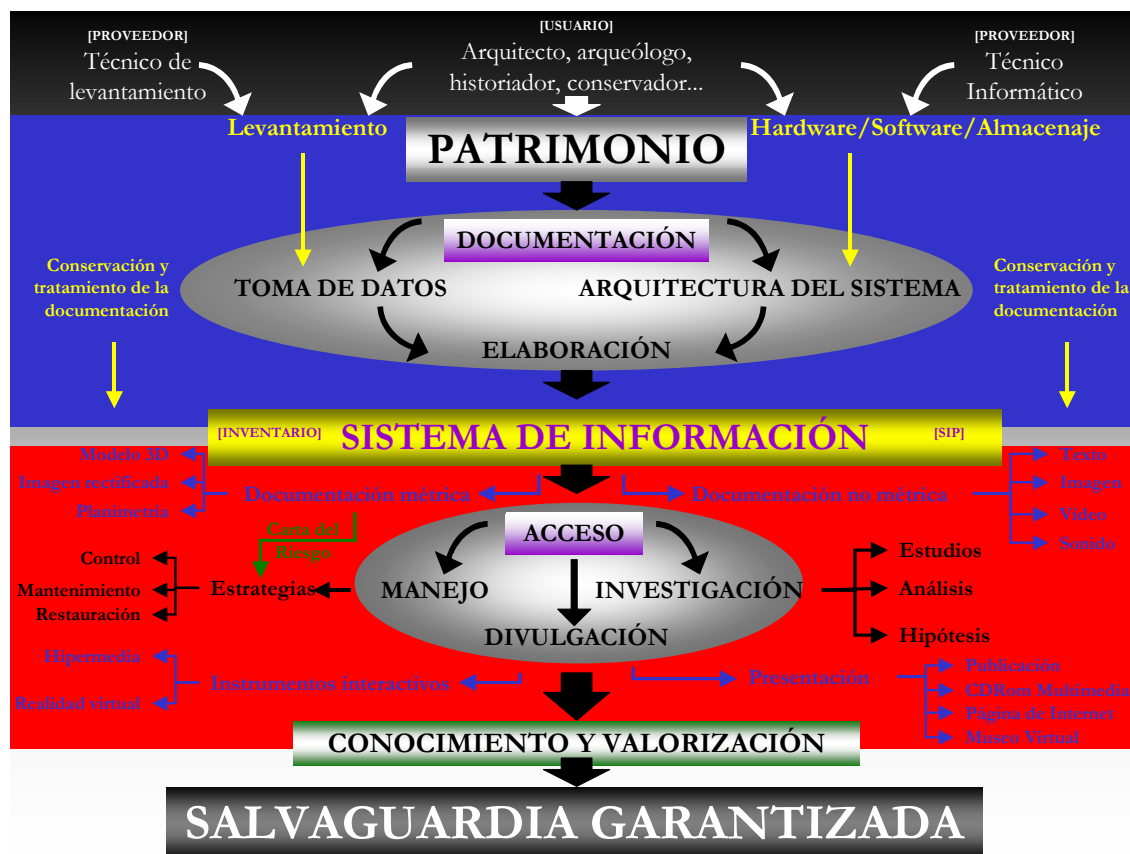 [PROVEEDOR]
Técnico de
levantamiento
[USUARIO]
Arquitecto, arqueólogo,
historiador, conservador...
[PROVEEDOR]
Técnico
Informático
Levantamiento
Hardware/Software/Almacenaje
PATRIMONIO
DOCUMENTACIÓN
TOMA DE DATOS
ARQUITECTURA DEL SISTEMA
ELABORACIÓN
Conservación y
tratamiento de la
documentación
Conservación y
tratamiento de la
documentación
[INVENTARIO]
SISTEMA DE INFORMACIÓN
[SIP]
Modelo 3D
Imagen rectificada
Planimetría
Documentación métrica
Documentación no métrica
Texto
Imagen
Vídeo
Sonido
ACCESO
MANEJO
INVESTIGACIÓN
DIVULGACIÓN
Carta del
Riesgo
Estrategias
Control
Mantenimiento
Restauración
Estudios
Análisis
Hipótesis
Hipermedia
Realidad virtual
Instrumentos interactivos
Presentación
Publicación
CDRom Multimedia
Página de Internet
Museo Virtual
CONOCIMIENTO Y VALORIZACIÓN
SALVAGUARDIA GARANTIZADA